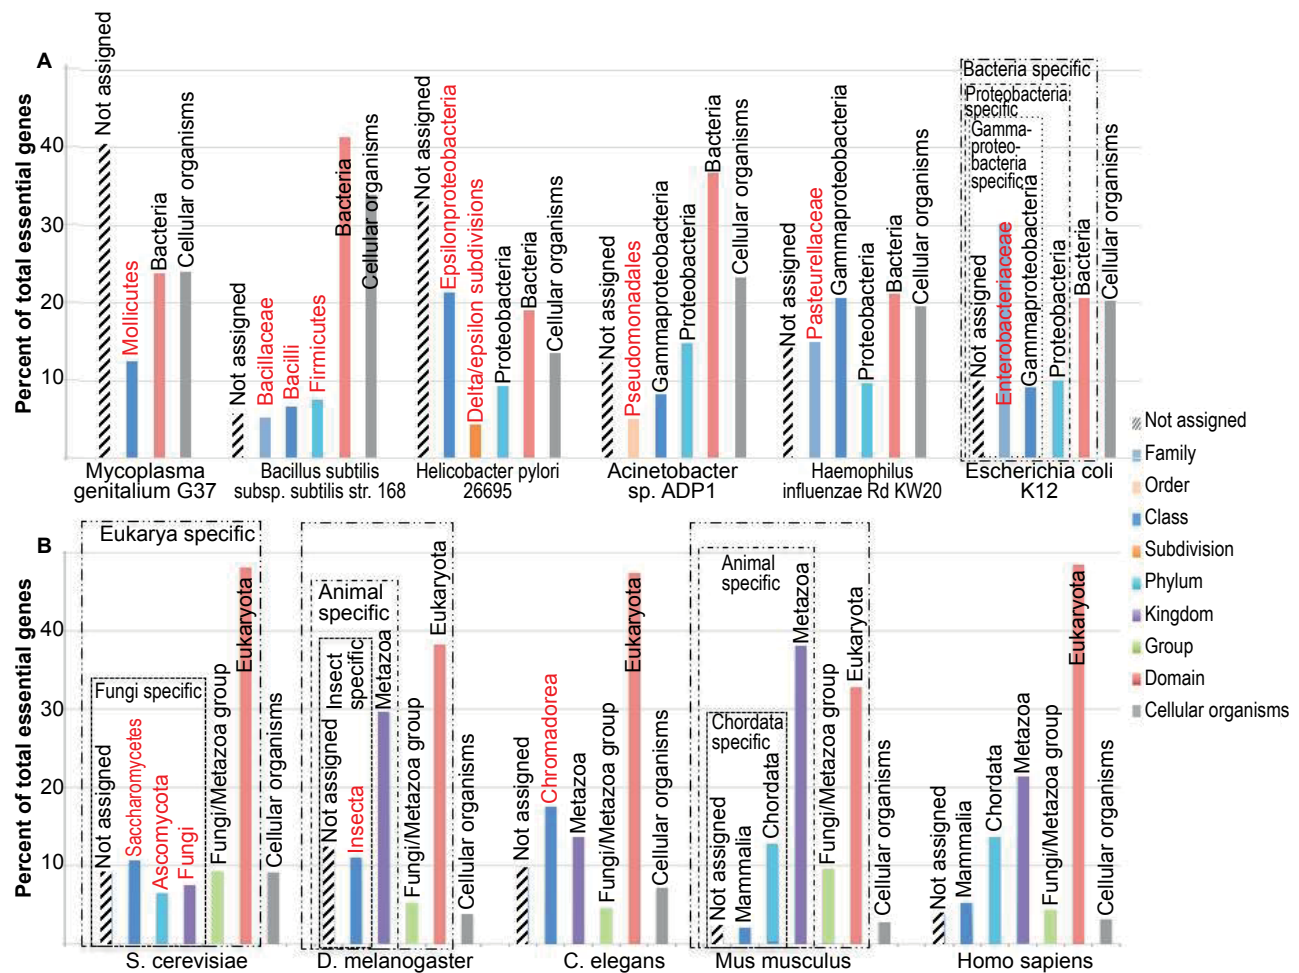 A
Percent of total essential genes
40
30
20
10
Not assigned
Mollicutes
Bacteria
Cellular organisms
Mycoplasma
genitalium G37
Not assigned
Bacillaceae
Bacilli
Firmicutes
Bacteria
Cellular organisms
Bacillus subtilis
subsp. subtilis str. 168
Not assigned
Epsilonproteobacteria
Delta/epsilon subdivisions
Proteobacteria
Bacteria
Cellular organisms
Helicobacter pylori
26695
Not assigned
Pseudomonadales
Gammaproteobacteria
Proteobacteria
Bacteria
Cellular organisms
Acinetobacter
sp. ADP1
Not assigned
Pasteurellaceae
Gammaproteobacteria
Proteobacteria
Bacteria
Cellular organisms
Haemophilus
influenzae Rd KW20
Bacteria specific
Proteobacteria
specific
Gamma-
proteo-
bacteria
specific
Not assigned
Enterobacteriaceae
Gammaproteobacteria
Proteobacteria
Bacteria
Cellular organisms
Escherichia coli
K12
Not assigned
Family
Order
Class
Subdivision
Phylum
Kingdom
Group
Domain
Cellular organisms
B
Percent of total essential genes
40
30
20
10
Eukarya specific
Fungi specific
Not assigned
Saccharomycetes
Ascomycota
Fungi
Fungi/Metazoa group
Eukaryota
Cellular organisms
S. cerevisiae
Animal
specific
Insect
specific
Not assigned
Insecta
Metazoa
Fungi/Metazoa group
Eukaryota
Cellular organisms
D. melanogaster
Not assigned
Chromadorea
Metazoa
Fungi/Metazoa group
Eukaryota
Cellular organisms
C. elegans
Animal
specific
Chordata
specific
Not assigned
Mammalia
Chordata
Metazoa
Fungi/Metazoa group
Eukaryota
Cellular organisms
Mus musculus
Not assigned
Mammalia
Chordata
Metazoa
Fungi/Metazoa group
Eukaryota
Cellular organisms
Homo sapiens